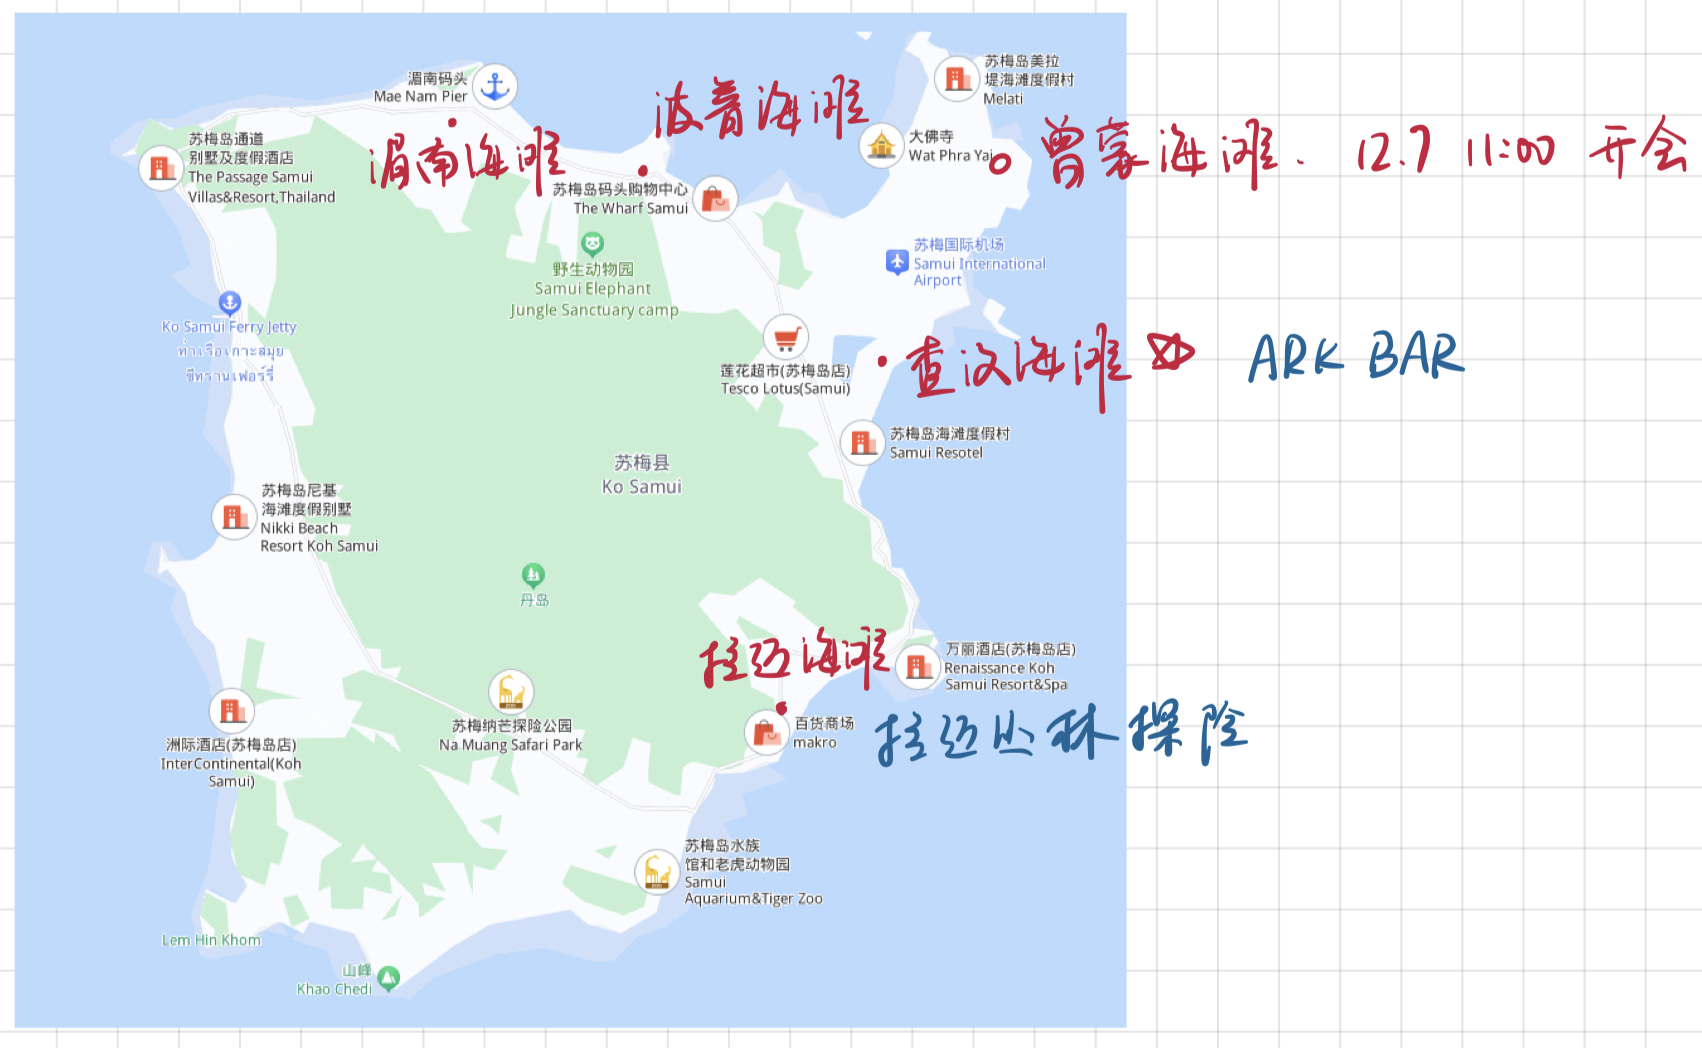 苏梅岛美拉
堤海滩度假村
Melati
湄南码头
Mae Nam Pier
波普海滩
大佛寺
Wat Phra Yai
曾蒙海滩. 12.7 11:00 开会
苏梅岛通道
别墅及度假酒店
The Passage Samui
Villas&Resort,Thailand
湄南海滩
苏梅岛码头购物中心
The Wharf Samui
野生动物园
Samui Elephant
Jungle Sanctuary camp
苏梅国际机场
Samui International
Airport
Ko Samui Ferry Jetty
ท่าเรือเกาะสมุย
ซีทรานเฟอร์รี่
莲花超市(苏梅岛店)
Tesco Lotus(Samui)
查汶海滩
ARK BAR
苏梅岛海滩度假村
Samui Resotel
苏梅县
Ko Samui
苏梅岛尼基
海滩度假别墅
Nikki Beach
Resort Koh Samui
丹岛
拉迈海滩
万丽酒店(苏梅岛店)
Renaissance Koh
Samui Resort&Spa
洲际酒店(苏梅岛店)
InterContinental(Koh
Samui)
苏梅纳芒探险公园
Na Muang Safari Park
百货商场
makro
拉迈丛林探险
苏梅岛水族
馆和老虎动物园
Samui
Aquarium&Tiger Zoo
Lem Hin Khom
山峰
Khao Chedi